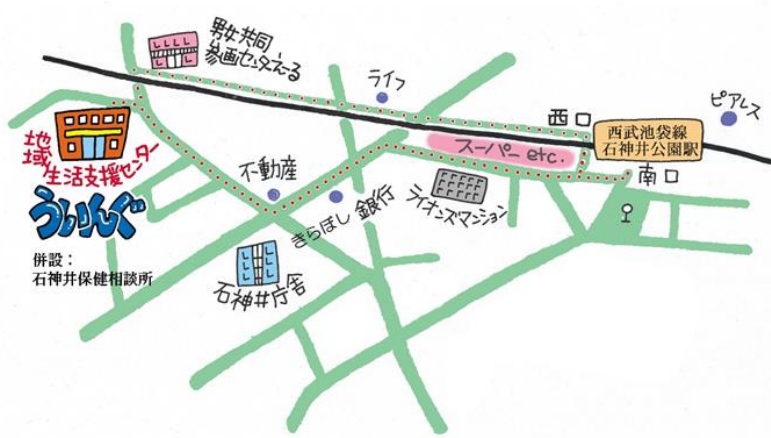 男女共同
参画センターえーる
ライフ
ピアレス
西口
西武池袋線
石神井公園駅
スーパー etc.
南口
地域
生活支援センター
ういんぐ
併設：
石神井保健相談所
不動産
きらぼし 銀行
ライオンズマンション
石神井庁舎